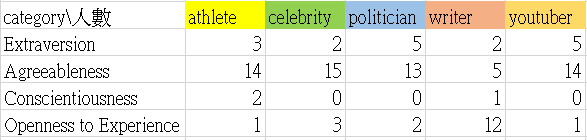 category\人數 athlete celebrity politician writer youtuber
Extraversion 3 2 5 2 5
Agreeableness 14 15 13 5 14
Conscientiousness 2 0 0 1 0
Openness to Experience 1 3 2 12 1